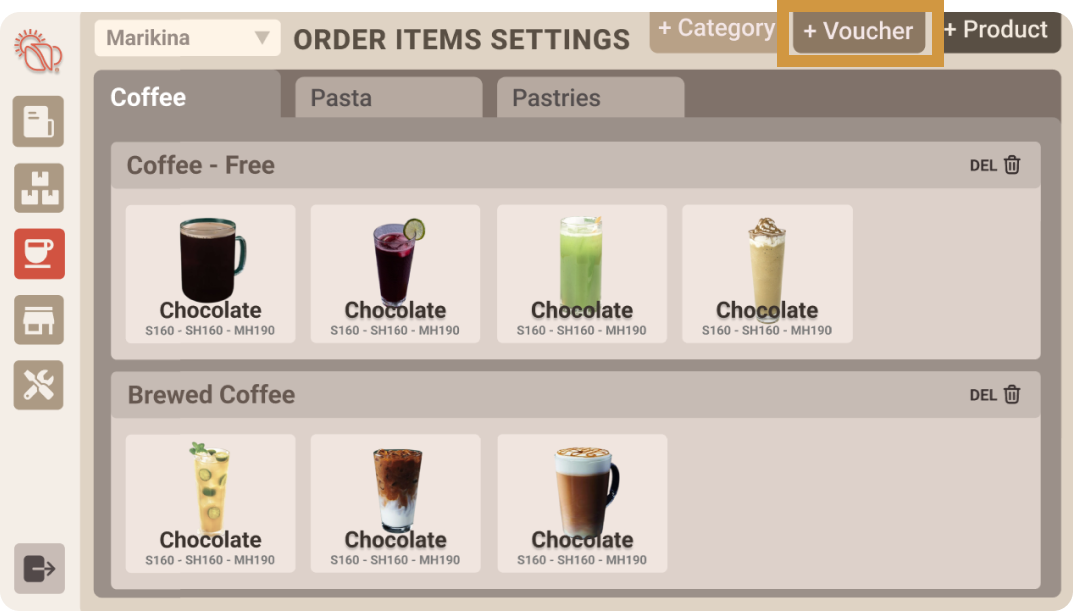 Marikina
ORDER ITEMS SETTINGS
+ Category
+ Voucher
+ Product
Coffee
Pasta
Pastries
Coffee - Free
DEL
Chocolate
S160 - SH160 - MH190
Chocolate
S160 - SH160 - MH190
Chocolate
S160 - SH160 - MH190
Chocolate
S160 - SH160 - MH190
Brewed Coffee
DEL
Chocolate
S160 - SH160 - MH190
Chocolate
S160 - SH160 - MH190
Chocolate
S160 - SH160 - MH190